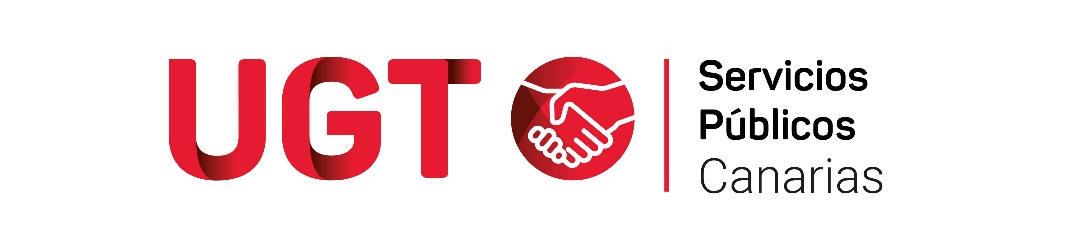 UGT
Servicios
Públicos
Canarias